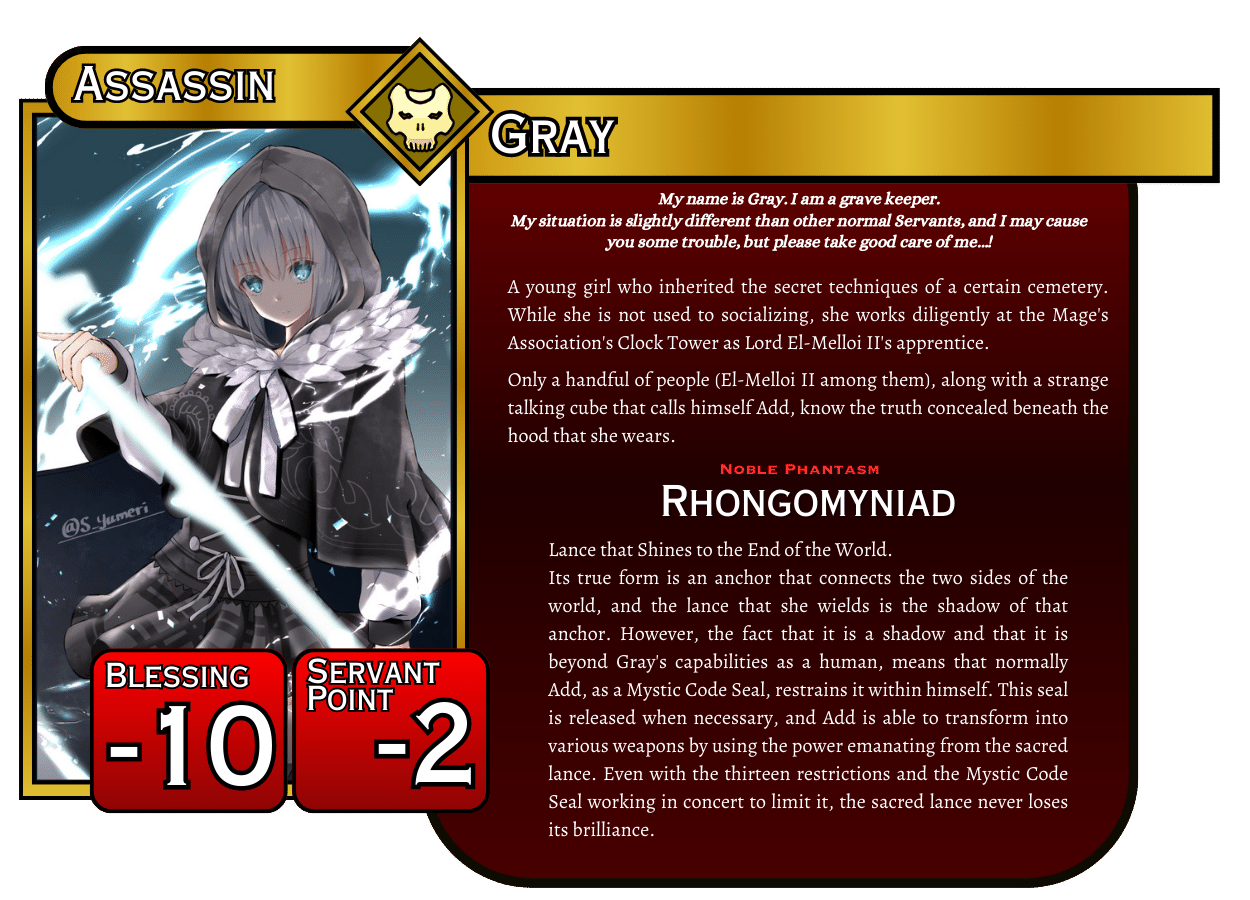 Assassin
Gray
My name is Gray. I am a grave keeper.
My situation is slightly different than other normal Servants, and I may cause
you some trouble, but please take good care of me...!
A young girl who inherited the secret techniques of a certain cemetery.
While she is not used to socializing, she works diligently at the Mage's
Association's Clock Tower as Lord El-Melloi II's apprentice.
Only a handful of people (El-Melloi II among them), along with a strange
talking cube that calls himself Add, know the truth concealed beneath the
hood that she wears.
Noble Phantasm
Rhongomyniad
Lance that Shines to the End of the World.
Its true form is an anchor that connects the two sides of the
world, and the lance that she wields is the shadow of that
anchor. However, the fact that it is a shadow and that it is
beyond Gray's capabilities as a human, means that normally
Add, as a Mystic Code Seal, restrains it within himself. This seal
is released when necessary, and Add is able to transform into
various weapons by using the power emanating from the sacred
lance. Even with the thirteen restrictions and the Mystic Code
Seal working in concert to limit it, the sacred lance never loses
its brilliance.
@S_Yumeri
Blessing
-10
Servant
Point
-2